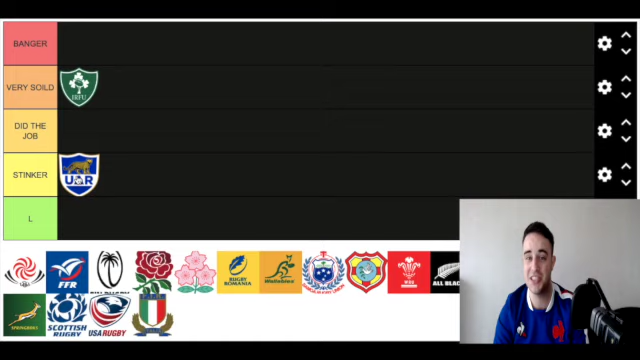 BANGER
VERY SOILD
IRFU
DID THE
JOB
STINKER
UAR
L
FFR
RUGBY
ROMANIA
Wallabies
WRU
ALL BLAC
SPRINGBOKS
SCOTTISH
RUGBY
USA RUGBY